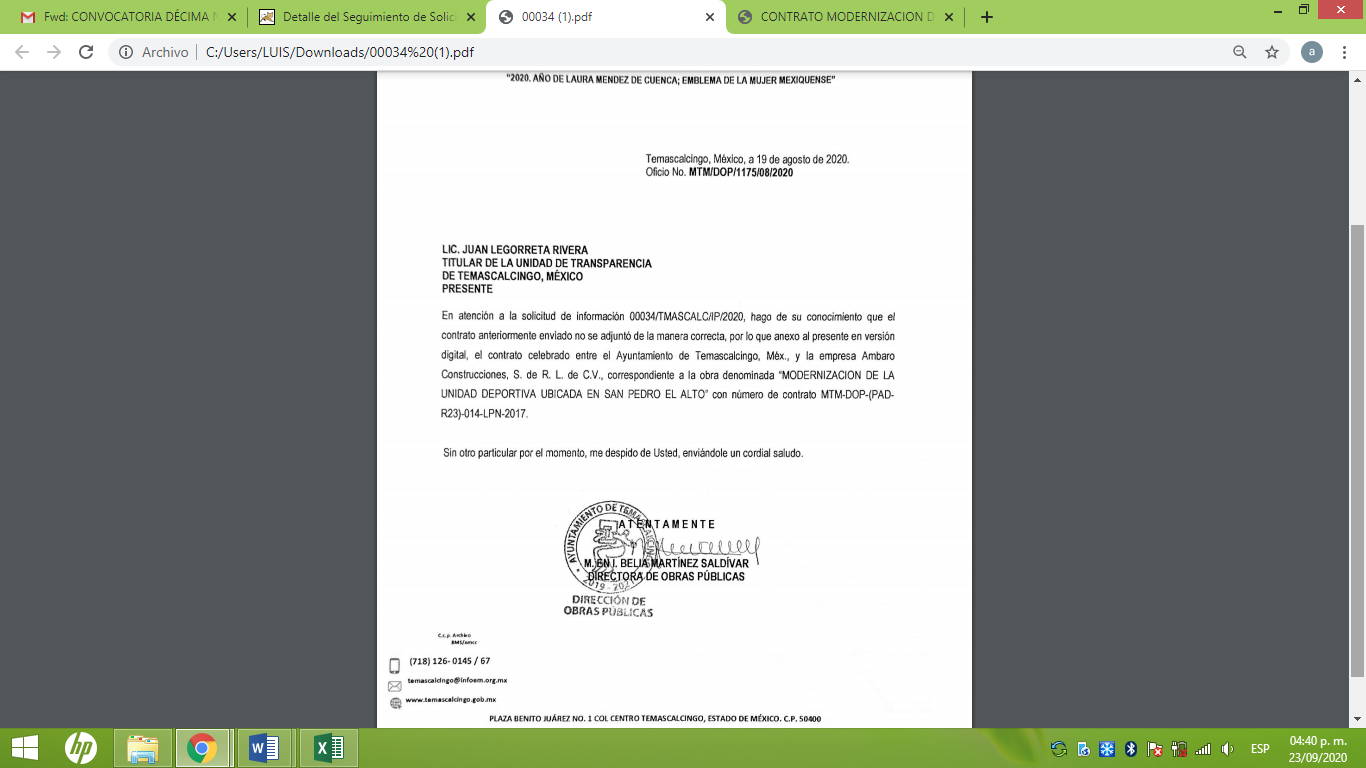 Fwd: CONVOCATORIA DÉCIMA N
Detalle del Seguimiento de Solici
00034 (1).pdf
CONTRATO MODERNIZACION D
Archivo
C:/Users/LUIS/Downloads/00034%20(1).pdf
a
"2020. AÑO DE LAURA MENDEZ DE CUENCA; EMBLEMA DE LA MUJER MEXIQUENSE"
Temascalcingo, México, a 19 de agosto de 2020.
Oficio No. MTM/DOP/1175/08/2020
LIC. JUAN LEGORRETA RIVERA
TITULAR DE LA UNIDAD DE TRANSPARENCIA
DE TEMASCALCINGO, MÉXICO
PRESENTE
En atención a la solicitud de información 00034/TMASCALC/IP/2020, hago de su conocimiento que el
contrato anteriormente enviado no se adjuntó de la manera correcta, por lo que anexo al presente en versión
digital, el contrato celebrado entre el Ayuntamiento de Temascalcingo, Méx., y la empresa Ambaro
Construcciones, S. de R. L. de C.V., correspondiente a la obra denominada "MODERNIZACION DE LA
UNIDAD DEPORTIVA UBICADA EN SAN PEDRO EL ALTO" con número de contrato MTM-DOP-(PAD-
R23)-014-LPN-2017.
Sin otro particular por el momento, me despido de Usted, enviándole un cordial saludo.
AYUNTAMIENTO DE TEMASCALCINGO
ATENTAMENTE
M. EN I. BELIA MARTÍNEZ SALDÍVAR
DIRECTORA DE OBRAS PÚBLICAS
2019 - 2021
DIRECCIÓN DE
OBRAS PÚBLICAS
C.c.p. Archivo
BMS/amcc
(718) 126- 0145 / 67
temascalcingo@infoem.org.mx
www.temascalcingo.gob.mx
PLAZA BENITO JUÁREZ NO. 1 COL CENTRO TEMASCALCINGO, ESTADO DE MÉXICO. C.P. 50400
hp
ESP
04:40 p. m.
23/09/2020